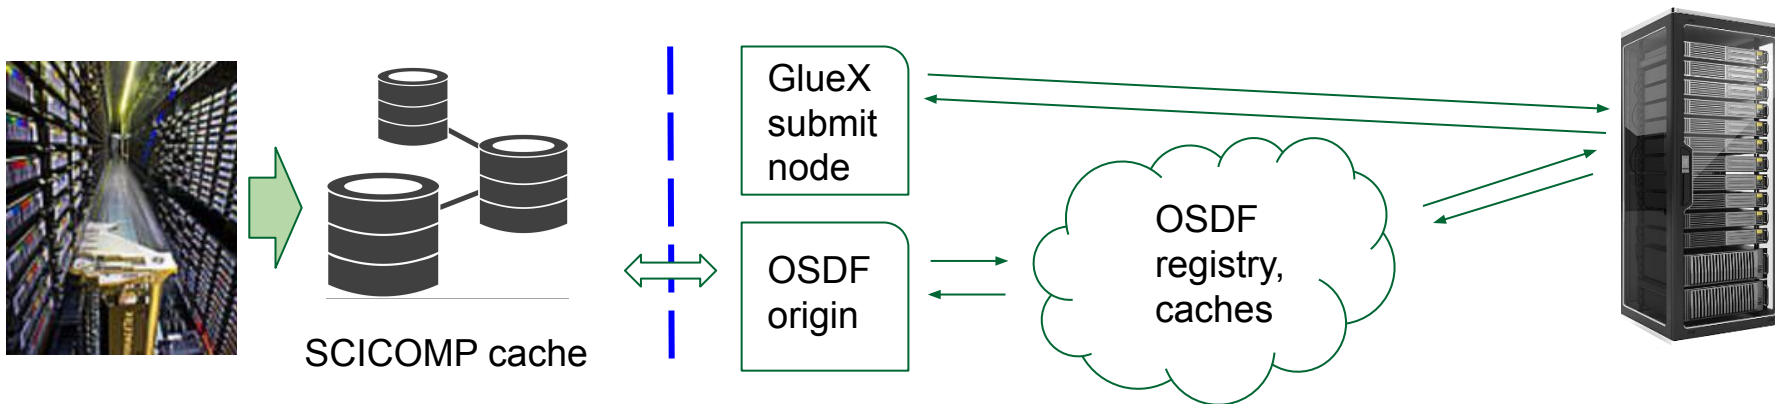 GlueX
submit
node
OSDF
origin
OSDF
registry,
caches
SCICOMP cache